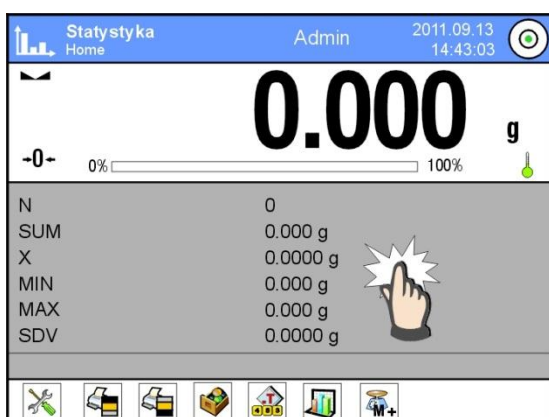 Statystyka
Home
Admin
2011.09.13
14:43:03
0.000 g
→0←
0% 100%
N 0
SUM 0.000 g
X 0.0000 g
MIN 0.000 g
MAX 0.000 g
SDV 0.0000 g
.T
M+